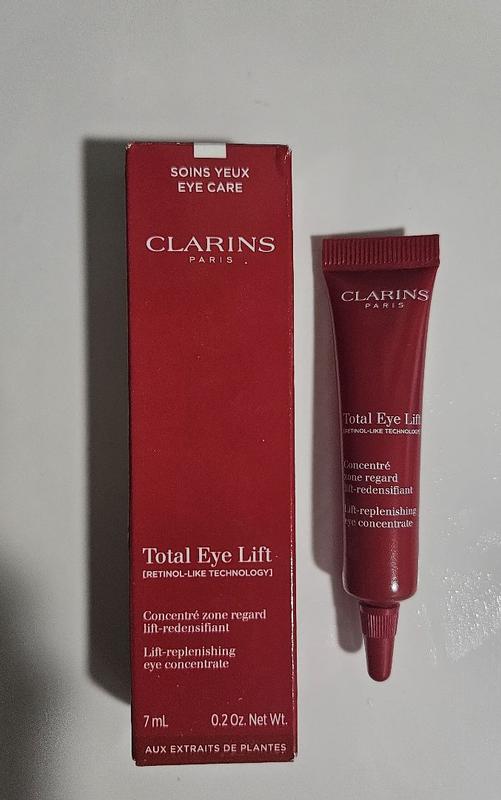 SOINS YEUX
EYE CARE
CLARINS
PARIS
Total Eye Lift
[RETINOL-LIKE TECHNOLOGY]
Concentré zone regard
lift-redensifiant
Lift-replenishing
eye concentrate
7 mL 0.2 Oz. Net Wt.
AUX EXTRAITS DE PLANTES
CLARINS
PARIS
Total Eye Lift
[RETINOL-LIKE TECHNOLOGY]
Concentré
zone regard
lift-redensifiant
Lift-replenishing
eye concentrate